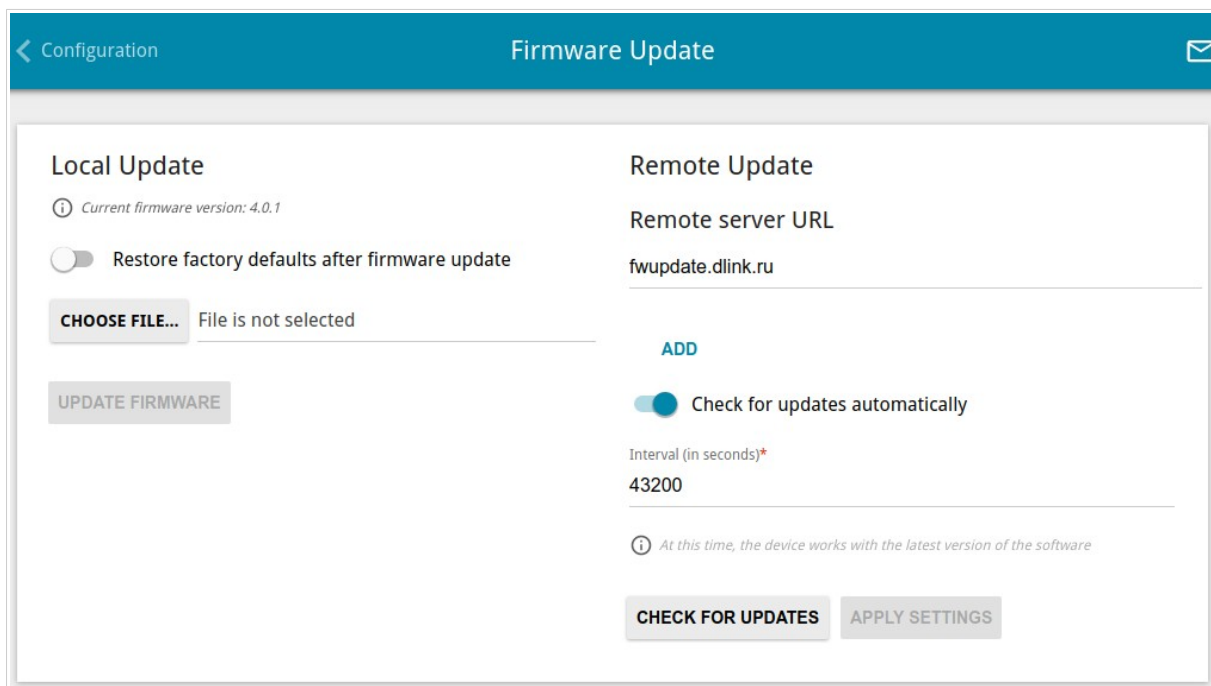 Configuration
Firmware Update
Local Update
Current firmware version: 4.0.1
Restore factory defaults after firmware update
CHOOSE FILE... File is not selected
UPDATE FIRMWARE
Remote Update
Remote server URL
fwupdate.dlink.ru
ADD
Check for updates automatically
Interval (in seconds)*
43200
At this time, the device works with the latest version of the software
CHECK FOR UPDATES APPLY SETTINGS